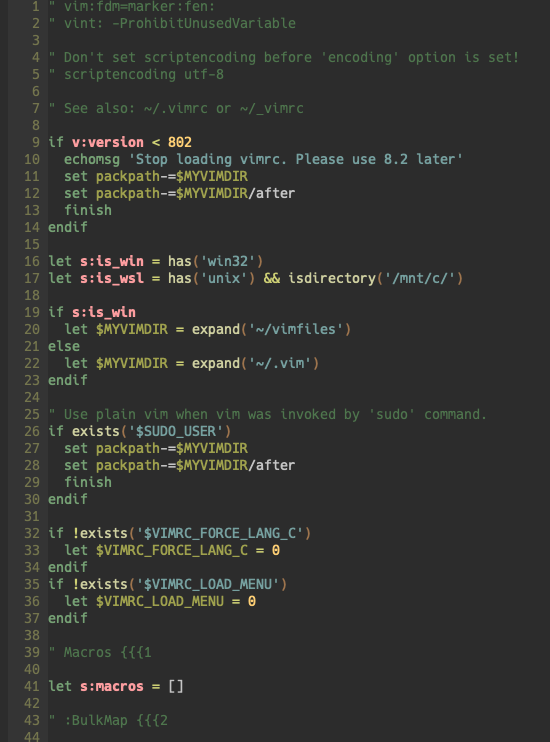 1 " vim:fdm=marker:fen:
2 " vint: -ProhibitUnusedVariable
3
4 " Don't set scriptencoding before 'encoding' option is set!
5 " scriptencoding utf-8
6
7 " See also: ~/.vimrc or ~/_vimrc
8
9 if v:version < 802
10   echomsg 'Stop loading vimrc. Please use 8.2 later'
11   set packpath-=$MYVIMDIR
12   set packpath-=$MYVIMDIR/after
13   finish
14 endif
15
16 let s:is_win = has('win32')
17 let s:is_wsl = has('unix') && isdirectory('/mnt/c/')
18
19 if s:is_win
20   let $MYVIMDIR = expand('~/vimfiles')
21 else
22   let $MYVIMDIR = expand('~/.vim')
23 endif
24
25 " Use plain vim when vim was invoked by 'sudo' command.
26 if exists('$SUDO_USER')
27   set packpath-=$MYVIMDIR
28   set packpath-=$MYVIMDIR/after
29   finish
30 endif
31
32 if !exists('$VIMRC_FORCE_LANG_C')
33   let $VIMRC_FORCE_LANG_C = 0
34 endif
35 if !exists('$VIMRC_LOAD_MENU')
36   let $VIMRC_LOAD_MENU = 0
37 endif
38
39 " Macros {{{1
40
41 let s:macros = []
42
43 " :BulkMap {{{2
44